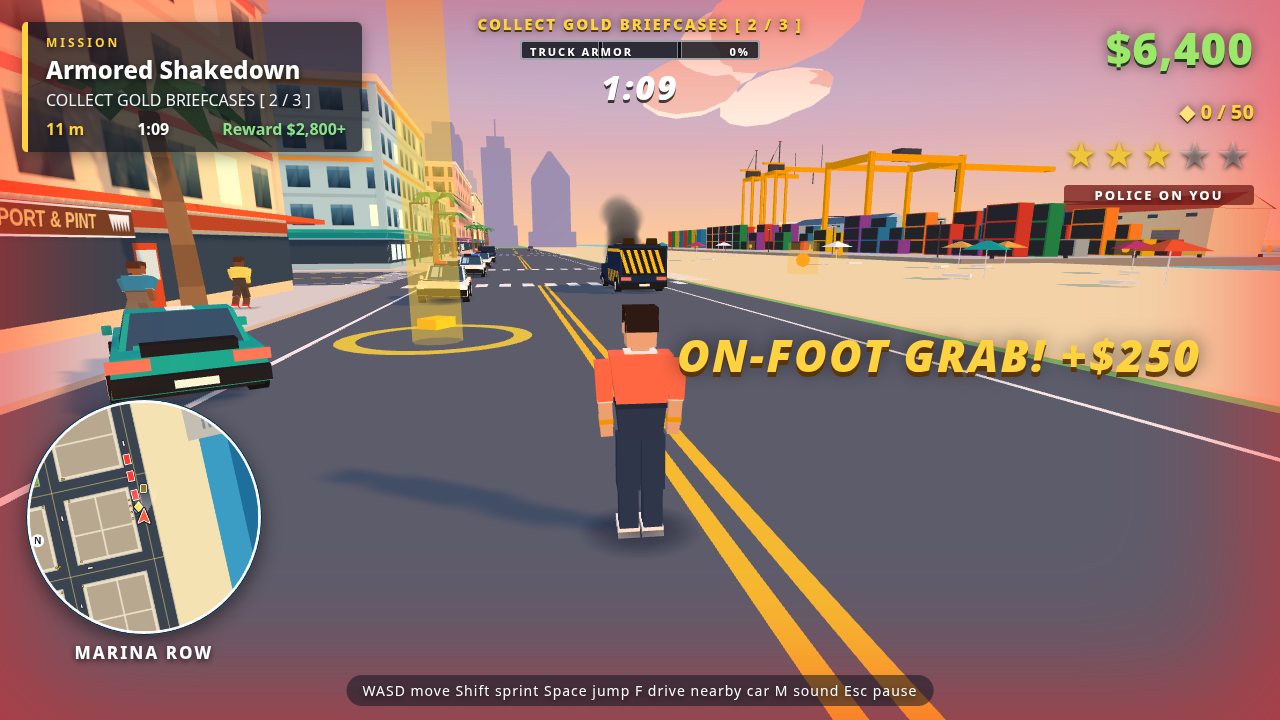 MISSION
Armored Shakedown
COLLECT GOLD BRIEFCASES [ 2 / 3 ]
11 m 1:09 Reward $2,800+
COLLECT GOLD BRIEFCASES [ 2 / 3 ]
TRUCK ARMOR 0%
1:09
$6,400
0 / 50
POLICE ON YOU
PORT & PINT
ON-FOOT GRAB! +$250
N
MARINA ROW
WASD move Shift sprint Space jump F drive nearby car M sound Esc pause